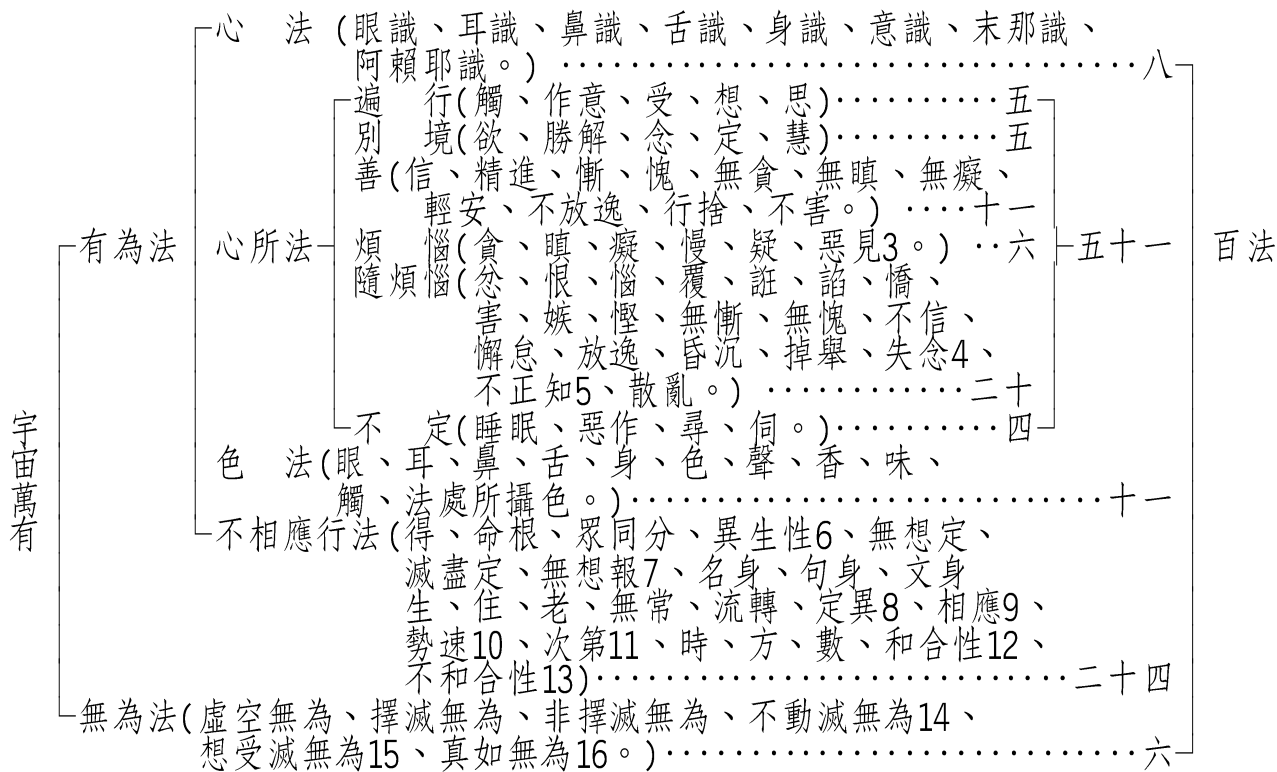 心　法(眼識、耳識、鼻識、舌識、身識、意識、末那識、
阿賴耶識。)………………………………八
遍　行(觸、作意、受、想、思)…………五
別　境(欲、勝解、念、定、慧)…………五
善(信、精進、慚、愧、無貪、無瞋、無癡、
輕安、不放逸、行捨、不害。)……十一
有為法　心所法　煩　惱(貪、瞋、癡、慢、疑、惡見3。)‥六　五十一　百法
隨煩惱(忿、恨、惱、覆、誑、諂、憍、
害、嫉、慳、無慚、無愧、不信、
懈怠、放逸、昏沉、掉舉、失念4、
不正知5、散亂。)…………二十
不　定(睡眠、惡作、尋、伺。)…………四
宇宙萬有
色　法(眼、耳、鼻、舌、身、色、聲、香、味、
觸、法處所攝色。)………………………十一
不相應行法(得、命根、眾同分、異生性6、無想定、
滅盡定、無想報7、名身、句身、文身
生、住、老、無常、流轉、定異8、相應9、
勢速10、次第11、時、方、數、和合性12、
不和合性13)………………………二十四
無為法(虛空無為、擇滅無為、非擇滅無為、不動滅無為14、
想受滅無為15、真如無為16。)………………………六